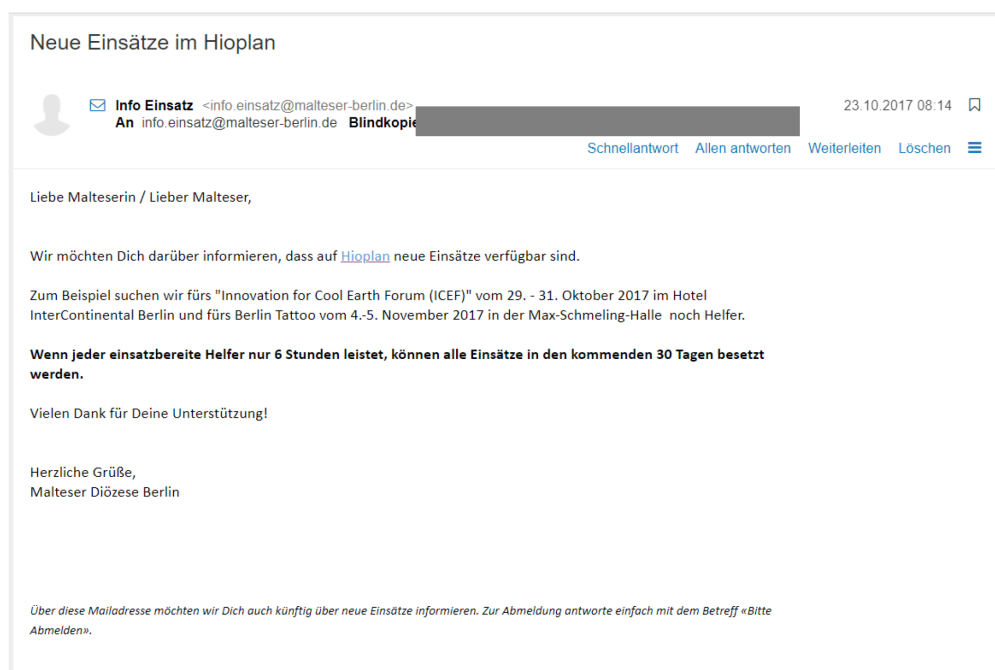 Neue Einsätze im Hioplan
Info Einsatz <info.einsatz@malteser-berlin.de>
23.10.2017 08:14
An info.einsatz@malteser-berlin.de Blindkopie
Schnellantwort Allen antworten Weiterleiten Löschen
Liebe Malteserin / Lieber Malteser,
Wir möchten Dich darüber informieren, dass auf Hioplan neue Einsätze verfügbar sind.
Zum Beispiel suchen wir fürs "Innovation for Cool Earth Forum (ICEF)" vom 29. - 31. Oktober 2017 im Hotel
InterContinental Berlin und fürs Berlin Tattoo vom 4.-5. November 2017 in der Max-Schmeling-Halle noch Helfer.
Wenn jeder einsatzbereite Helfer nur 6 Stunden leistet, können alle Einsätze in den kommenden 30 Tagen besetzt
werden.
Vielen Dank für Deine Unterstützung!
Herzliche Grüße,
Malteser Diözese Berlin
Über diese Mailadresse möchten wir Dich auch künftig über neue Einsätze informieren. Zur Abmeldung antworte einfach mit dem Betreff «Bitte
Abmelden».